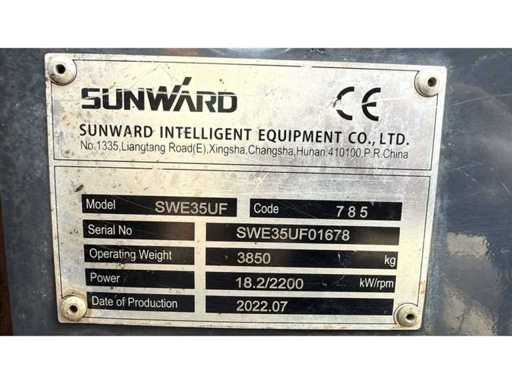 SUNWARD CE
SUNWARD INTELLIGENT EQUIPMENT CO., LTD.
No.1335,Liangtang Road(E),Xingsha,Changsha,Hunan 410100,P.R.China
Model SWE35UF Code 785
Serial No SWE35UF01678
Operating Weight 3850 kg
Power 18.2/2200 kW/rpm
Date of Production 2022.07